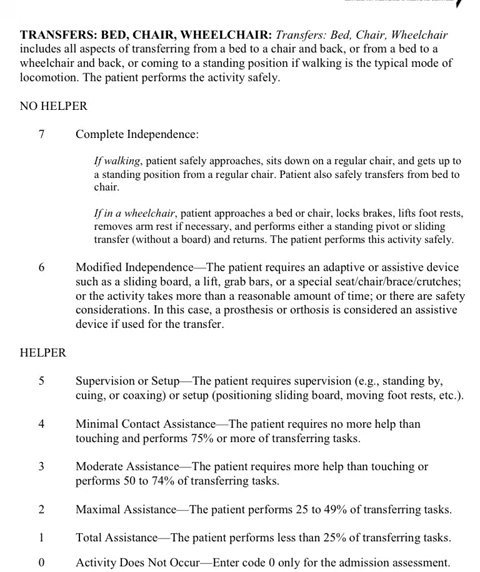 TRANSFERS: BED, CHAIR, WHEELCHAIR: Transfers: Bed, Chair, Wheelchair
includes all aspects of transferring from a bed to a chair and back, or from a bed to a
wheelchair and back, or coming to a standing position if walking is the typical mode of
locomotion. The patient performs the activity safely.
NO HELPER
7 Complete Independence:
If walking, patient safely approaches, sits down on a regular chair, and gets up to
a standing position from a regular chair. Patient also safely transfers from bed to
chair.
If in a wheelchair, patient approaches a bed or chair, locks brakes, lifts foot rests,
removes arm rest if necessary, and performs either a standing pivot or sliding
transfer (without a board) and returns. The patient performs this activity safely.
6 Modified Independence—The patient requires an adaptive or assistive device
such as a sliding board, a lift, grab bars, or a special seat/chair/brace/crutches;
or the activity takes more than a reasonable amount of time; or there are safety
considerations. In this case, a prosthesis or orthosis is considered an assistive
device if used for the transfer.
HELPER
5 Supervision or Setup—The patient requires supervision (e.g., standing by,
cuing, or coaxing) or setup (positioning sliding board, moving foot rests, etc.).
4 Minimal Contact Assistance—The patient requires no more help than
touching and performs 75% or more of transferring tasks.
3 Moderate Assistance—The patient requires more help than touching or
performs 50 to 74% of transferring tasks.
2 Maximal Assistance—The patient performs 25 to 49% of transferring tasks.
1 Total Assistance—The patient performs less than 25% of transferring tasks.
0 Activity Does Not Occur—Enter code 0 only for the admission assessment.